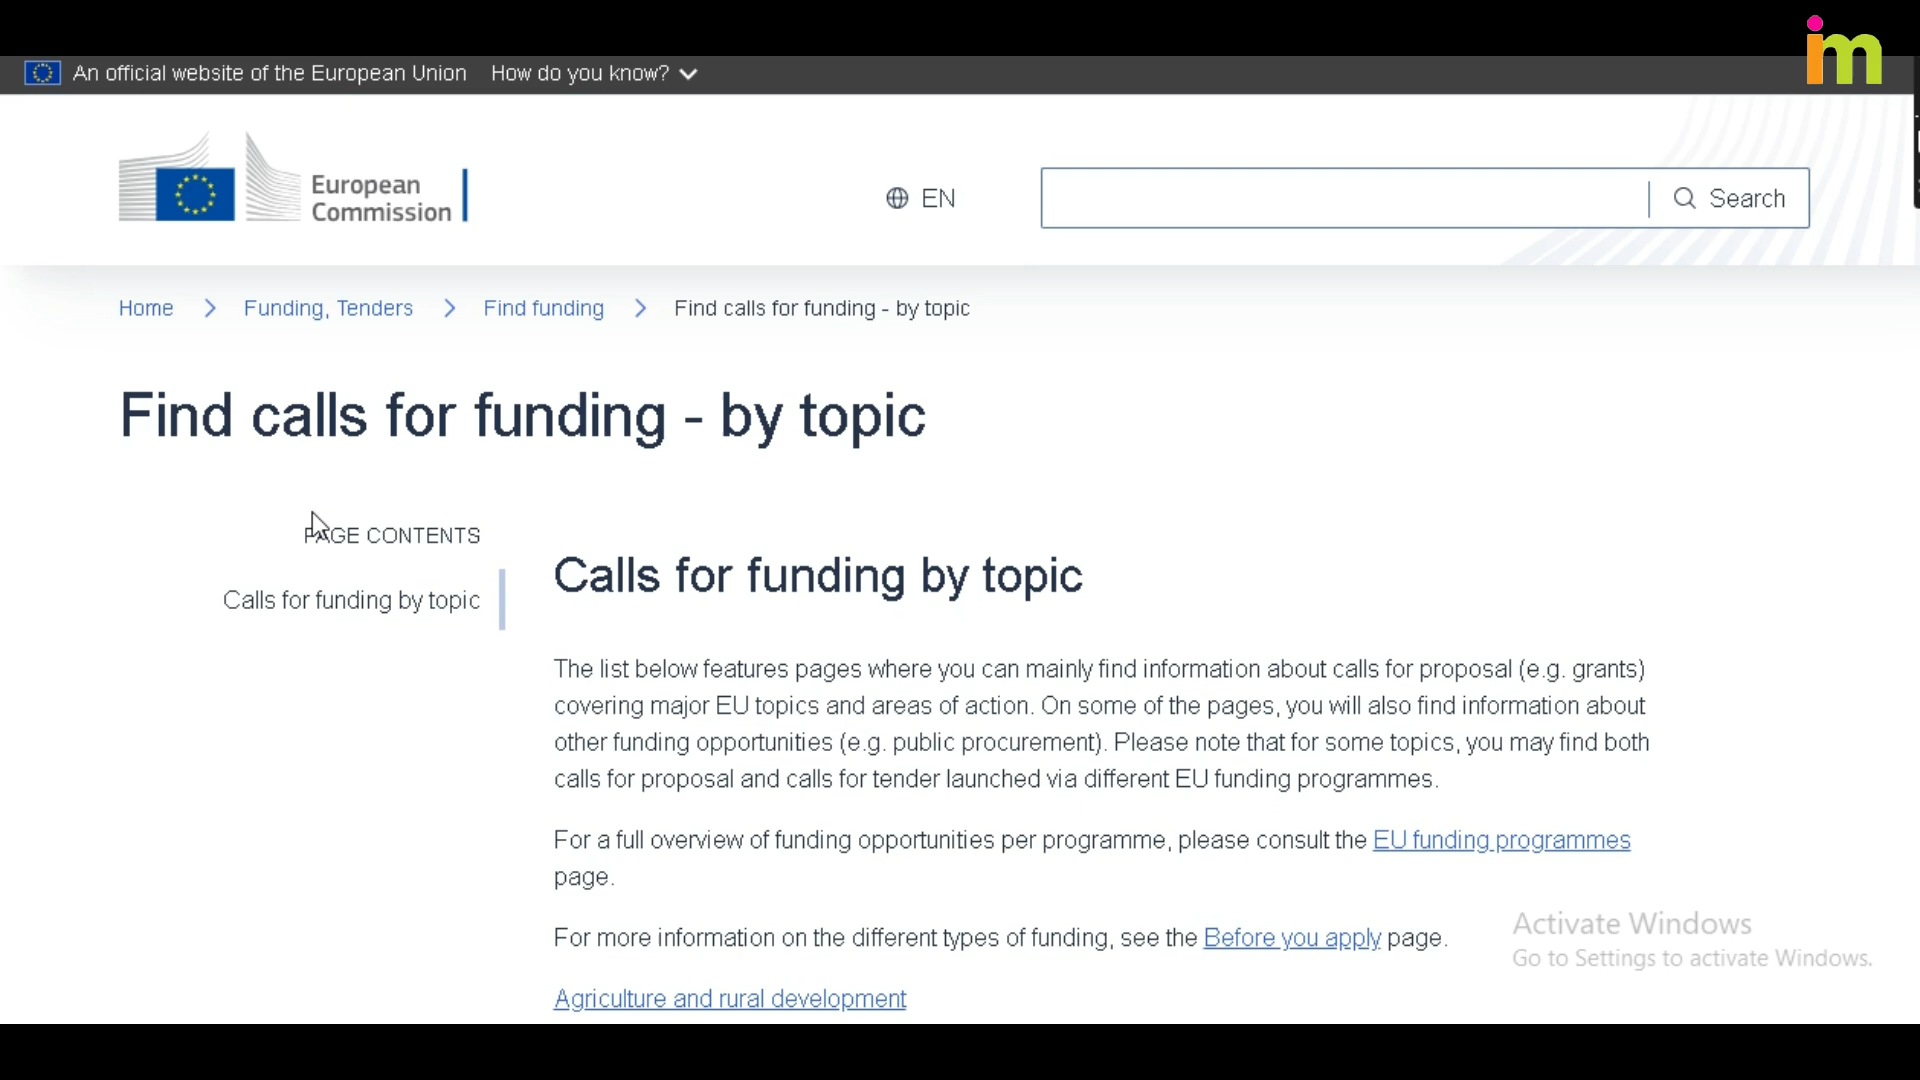 im
An official website of the European Union How do you know?
European
Commission
EN
Search
Home > Funding, Tenders > Find funding > Find calls for funding - by topic
Find calls for funding - by topic
PAGE CONTENTS
Calls for funding by topic
Calls for funding by topic
The list below features pages where you can mainly find information about calls for proposal (e.g. grants)
covering major EU topics and areas of action. On some of the pages, you will also find information about
other funding opportunities (e.g. public procurement). Please note that for some topics, you may find both
calls for proposal and calls for tender launched via different EU funding programmes.
For a full overview of funding opportunities per programme, please consult the EU funding programmes
page.
For more information on the different types of funding, see the Before you apply page.
Agriculture and rural development
Activate Windows
Go to Settings to activate Windows.